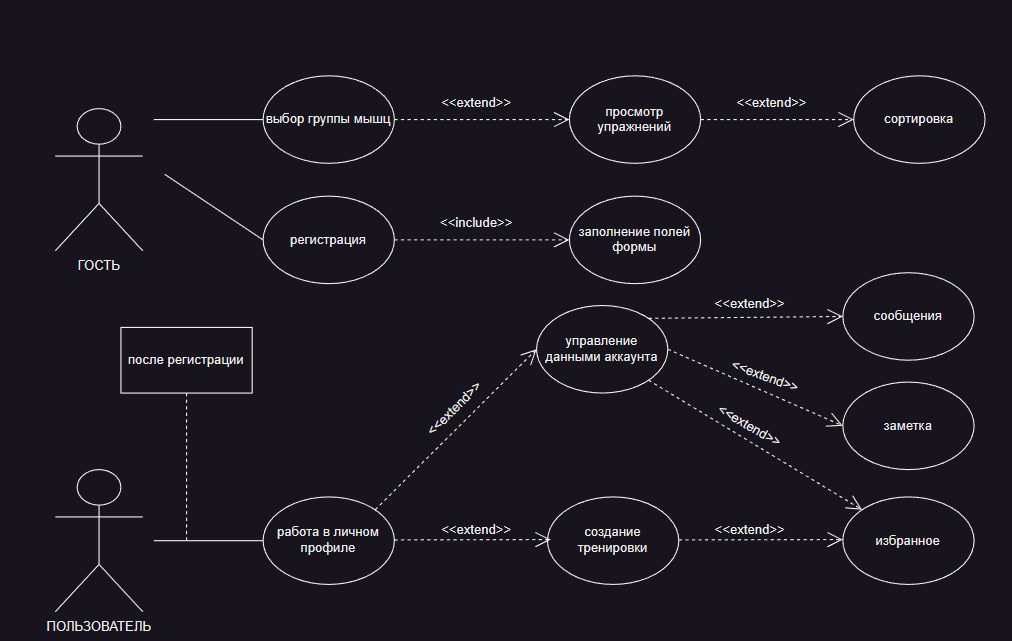 <<extend>>
<<extend>>
выбор группы мышц
просмотр
упражнений
сортировка
<<include>>
регистрация
заполнение полей
формы
ГОСТЬ
<<extend>>
сообщения
управление
данными аккаунта
после регистрации
<<extend>>
<<extend>>
<<extend>>
заметка
работа в личном
профиле
<<extend>>
создание
тренировки
<<extend>>
избранное
ПОЛЬЗОВАТЕЛЬ